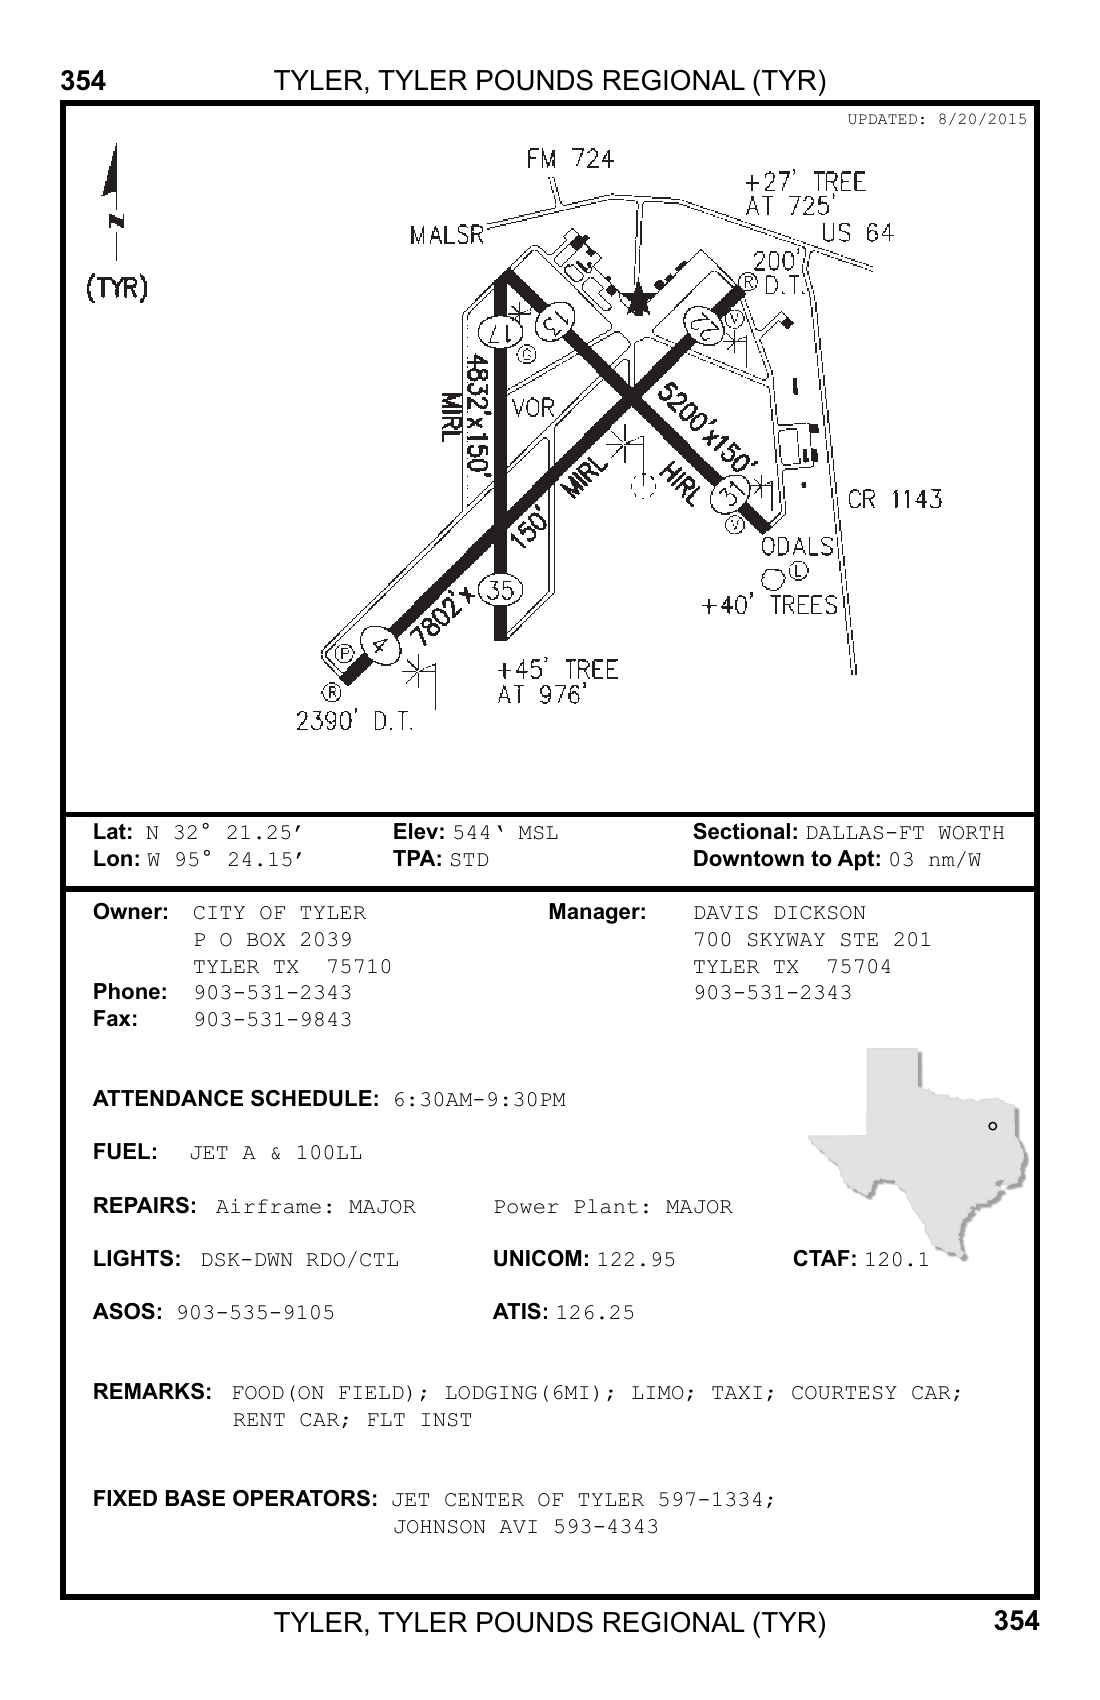 354 TYLER, TYLER POUNDS REGIONAL (TYR)
UPDATED: 8/20/2015
FM 724
+27' TREE
AT 725'
MALSR
US 64
N
200'
R D.T.
(TYR)
17
13
22
V
G
4832'x150'
MIRL
VOR
5200'x150'
MIRL
HIRL
31
CR 1143
V
150'
ODALS
L
35
+40' TREES
7802'x
4
P
+45' TREE
AT 976'
R
2390' D.T.
Lat: N 32° 21.25' Elev: 544' MSL Sectional: DALLAS-FT WORTH
Lon: W 95° 24.15' TPA: STD Downtown to Apt: 03 nm/W
Owner: CITY OF TYLER Manager: DAVIS DICKSON
P O BOX 2039 700 SKYWAY STE 201
TYLER TX 75710 TYLER TX 75704
Phone: 903-531-2343 903-531-2343
Fax: 903-531-9843
ATTENDANCE SCHEDULE: 6:30AM-9:30PM
FUEL: JET A & 100LL
REPAIRS: Airframe: MAJOR Power Plant: MAJOR
LIGHTS: DSK-DWN RDO/CTL UNICOM: 122.95 CTAF: 120.1
ASOS: 903-535-9105 ATIS: 126.25
REMARKS: FOOD(ON FIELD); LODGING(6MI); LIMO; TAXI; COURTESY CAR;
RENT CAR; FLT INST
FIXED BASE OPERATORS: JET CENTER OF TYLER 597-1334;
JOHNSON AVI 593-4343
TYLER, TYLER POUNDS REGIONAL (TYR) 354